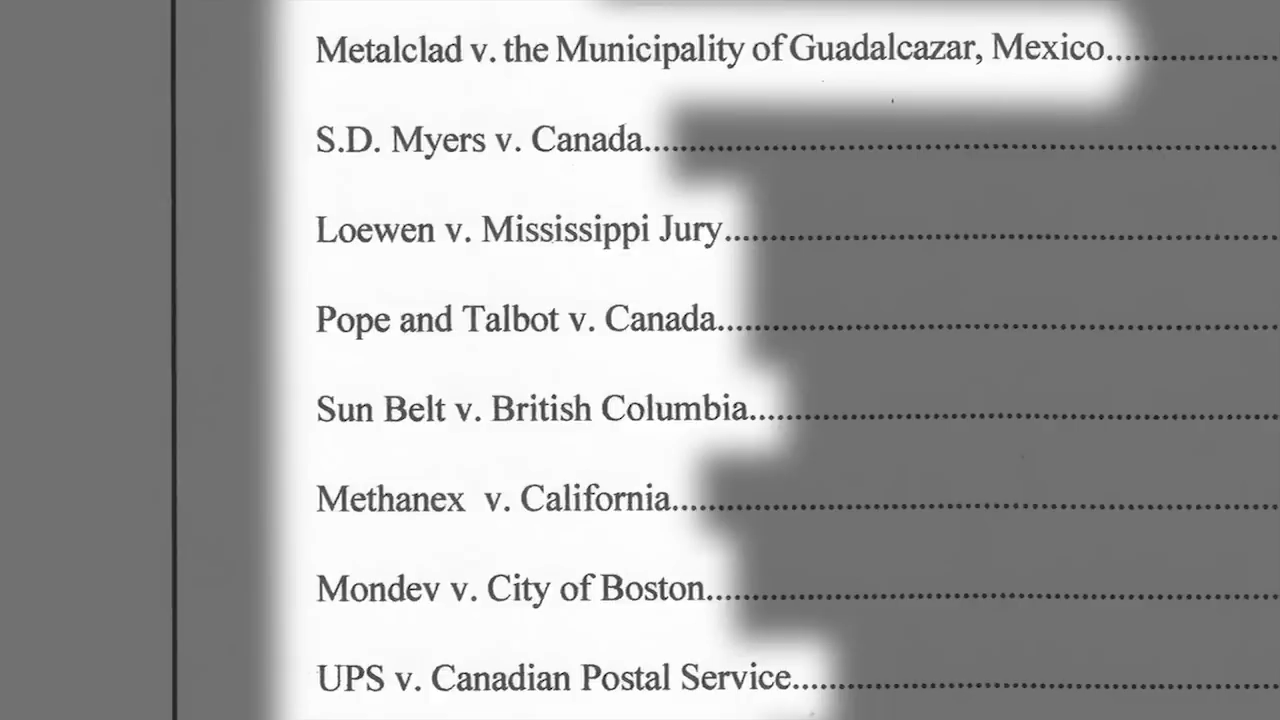 Metalclad v. the Municipality of Guadalcazar, Mexico..................
S.D. Myers v. Canada..................................................................
Loewen v. Mississippi Jury..........................................................
Pope and Talbot v. Canada..........................................................
Sun Belt v. British Columbia.......................................................
Methanex v. California...............................................................
Mondev v. City of Boston............................................................
UPS v. Canadian Postal Service...................................................